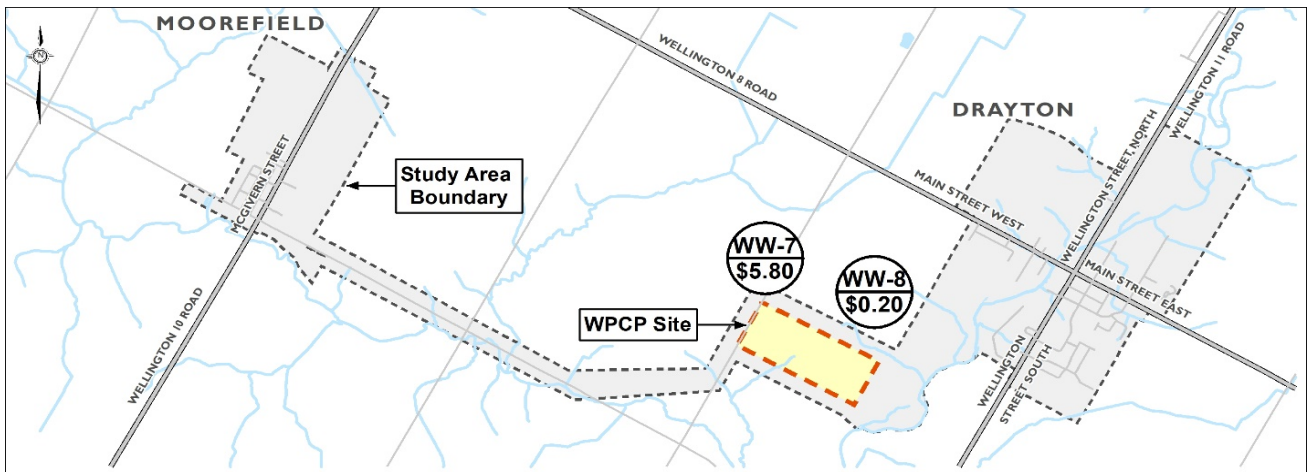 MOOREFIELD
N
WELLINGTON 8 ROAD
WELLINGTON 11 ROAD
DRAYTON
WELLINGTON STREET, NORTH
MCGIVERN STREET
Study Area
Boundary
MAIN STREET WEST
WW-7
$5.80
WW-8
$0.20
MAIN STREET EAST
WELLINGTON 10 ROAD
WPCP Site
WELLINGTON
STREET SOUTH